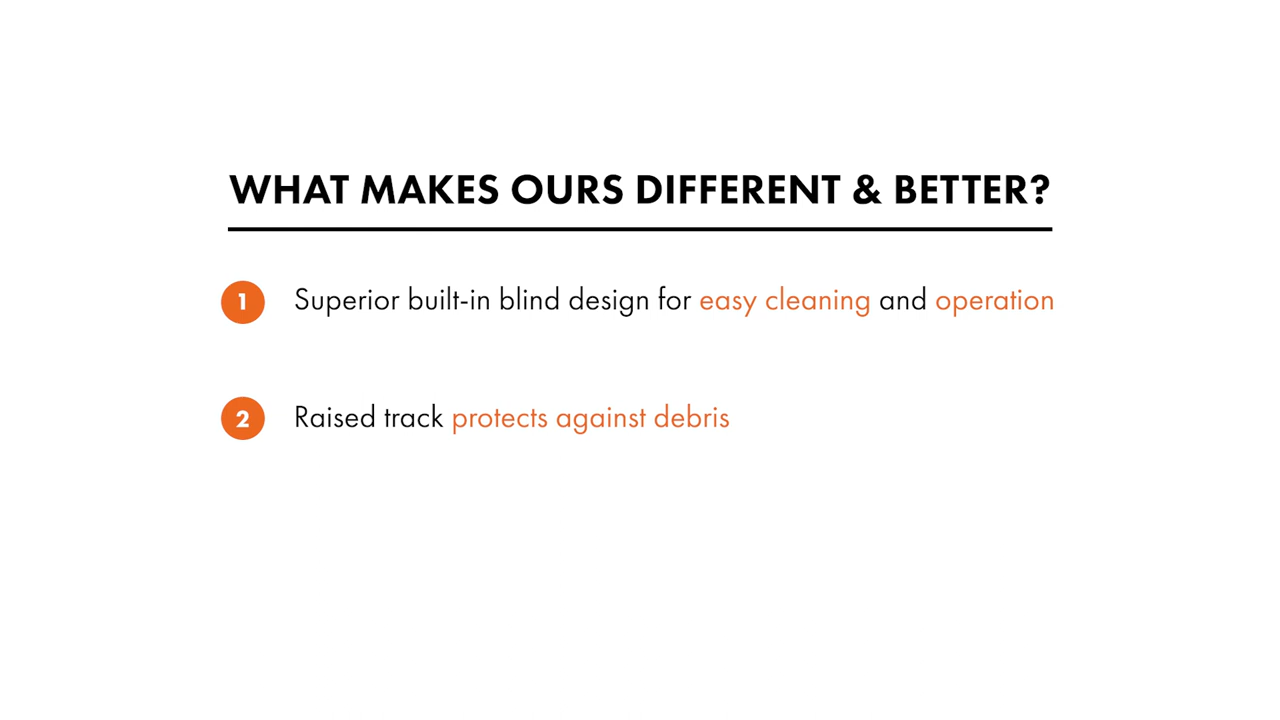 WHAT MAKES OURS DIFFERENT & BETTER?
1 Superior built-in blind design for easy cleaning and operation
2 Raised track protects against debris